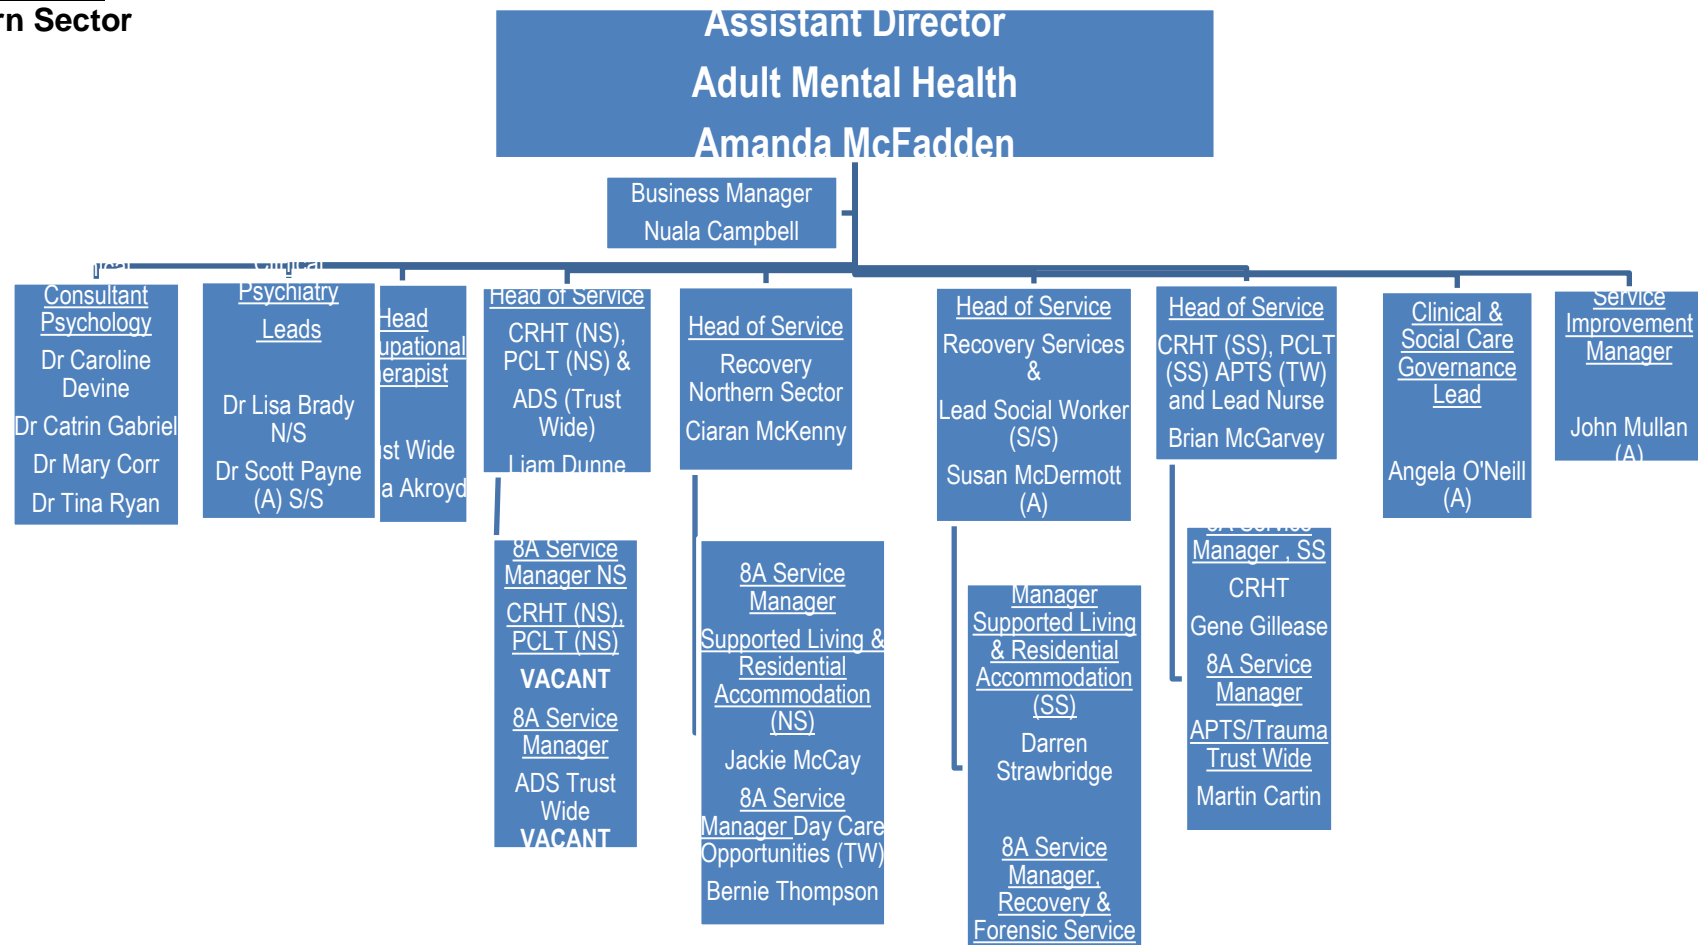 rn Sector
Assistant Director
Adult Mental Health
Amanda McFadden
Business Manager
Nuala Campbell
Consultant
Psychology
Dr Caroline
Devine
Dr Catrin Gabriel
Dr Mary Corr
Dr Tina Ryan
Clinical
Psychiatry
Leads
Dr Lisa Brady
N/S
Dr Scott Payne
(A) S/S
Head
upational
erapist
st Wide
a Akroyd
Head of Service
CRHT (NS),
PCLT (NS) &
ADS (Trust
Wide)
Liam Dunne
8A Service
Manager NS
CRHT (NS),
PCLT (NS)
VACANT
8A Service
Manager
ADS Trust
Wide
VACANT
Head of Service
Recovery
Northern Sector
Ciaran McKenny
8A Service
Manager
Supported Living &
Residential
Accommodation
(NS)
Jackie McCay
8A Service
Manager Day Care
Opportunities (TW)
Bernie Thompson
Head of Service
Recovery Services
&
Lead Social Worker
(S/S)
Susan McDermott
(A)
Manager
Supported Living
& Residential
Accommodation
(SS)
Darren
Strawbridge
8A Service
Manager,
Recovery &
Forensic Service
Head of Service
CRHT (SS), PCLT
(SS) APTS (TW)
and Lead Nurse
Brian McGarvey
8A Service
Manager , SS
CRHT
Gene Gillease
8A Service
Manager
APTS/Trauma
Trust Wide
Martin Cartin
Clinical &
Social Care
Governance
Lead
Angela O'Neill
(A)
Service
Improvement
Manager
John Mullan
(A)